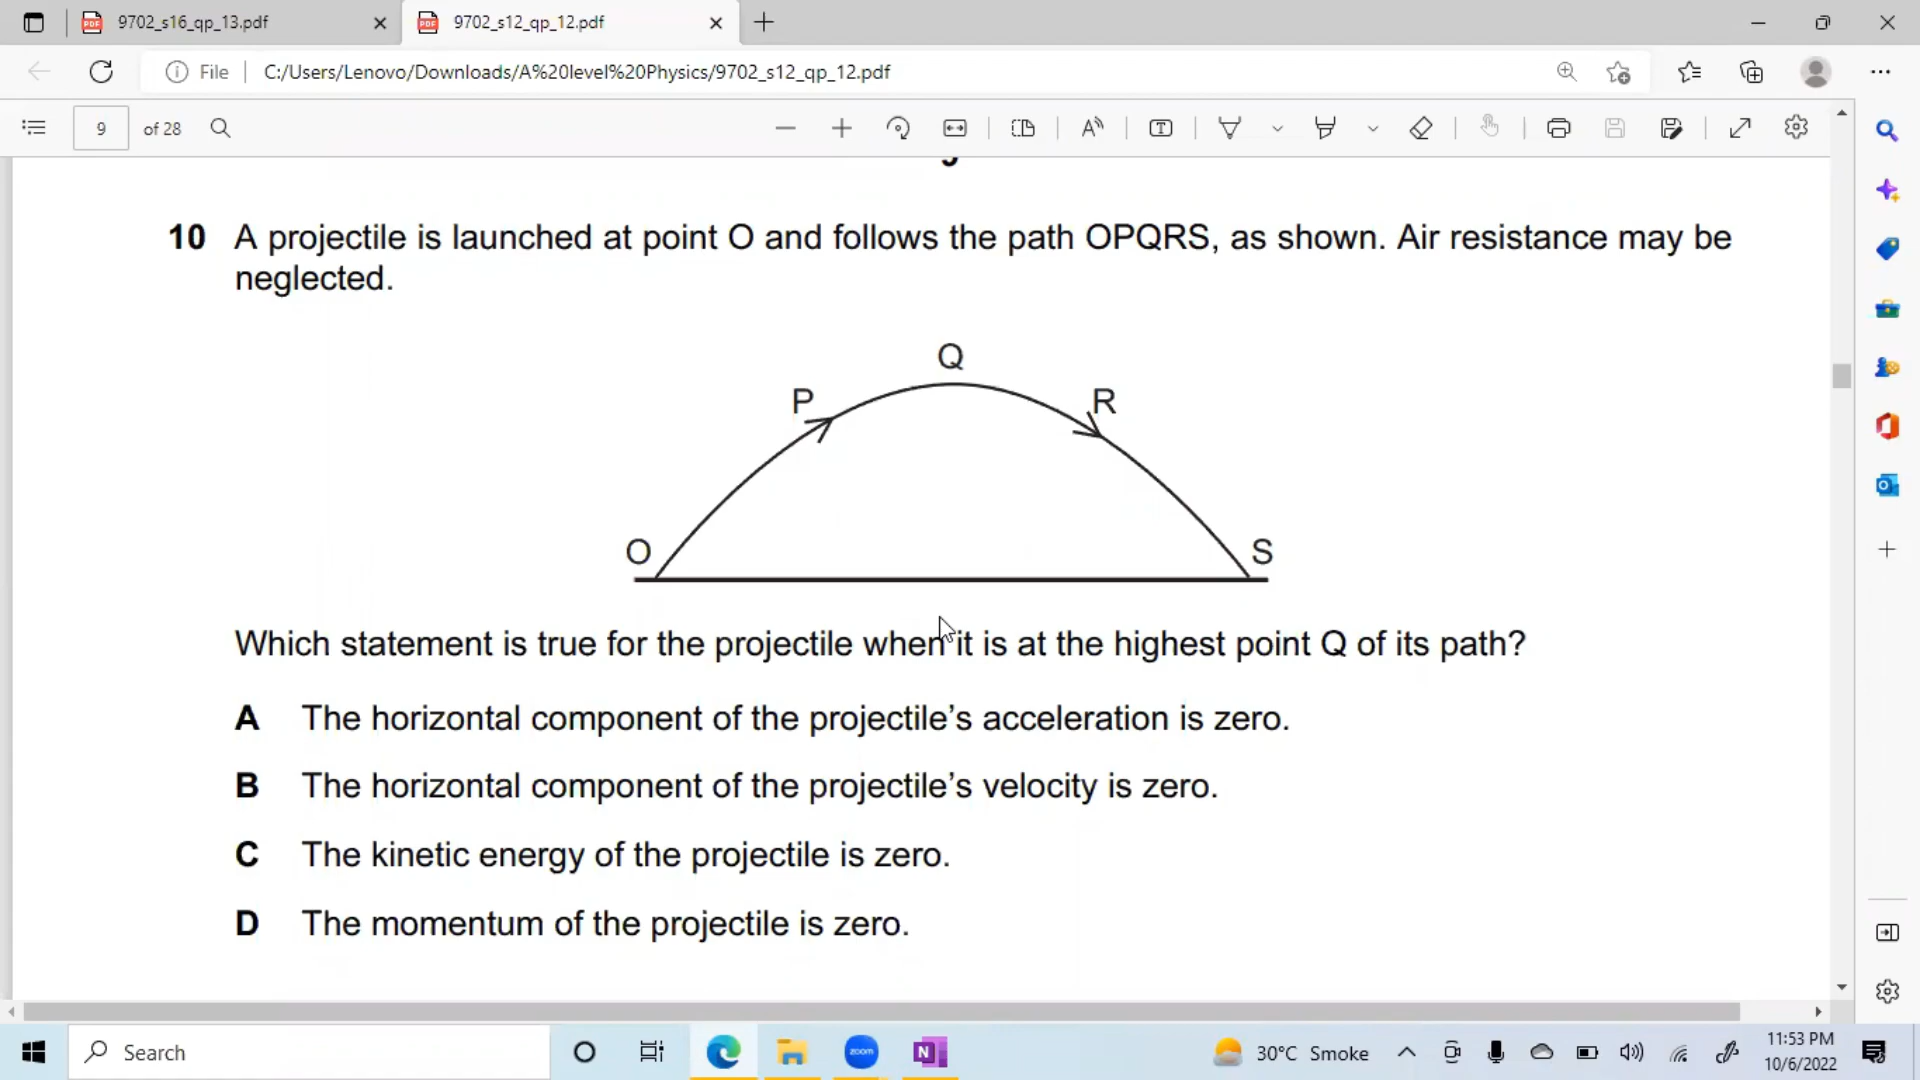 9702_s16_qp_13.pdf
9702_s12_qp_12.pdf
File
C:/Users/Lenovo/Downloads/A%20level%20Physics/9702_s12_qp_12.pdf
9
of 28
10 A projectile is launched at point O and follows the path OPQRS, as shown. Air resistance may be
neglected.
Q
P
R
O
S
Which statement is true for the projectile when it is at the highest point Q of its path?
A The horizontal component of the projectile’s acceleration is zero.
B The horizontal component of the projectile’s velocity is zero.
C The kinetic energy of the projectile is zero.
D The momentum of the projectile is zero.
Search
zoom
30°C Smoke
11:53 PM
10/6/2022